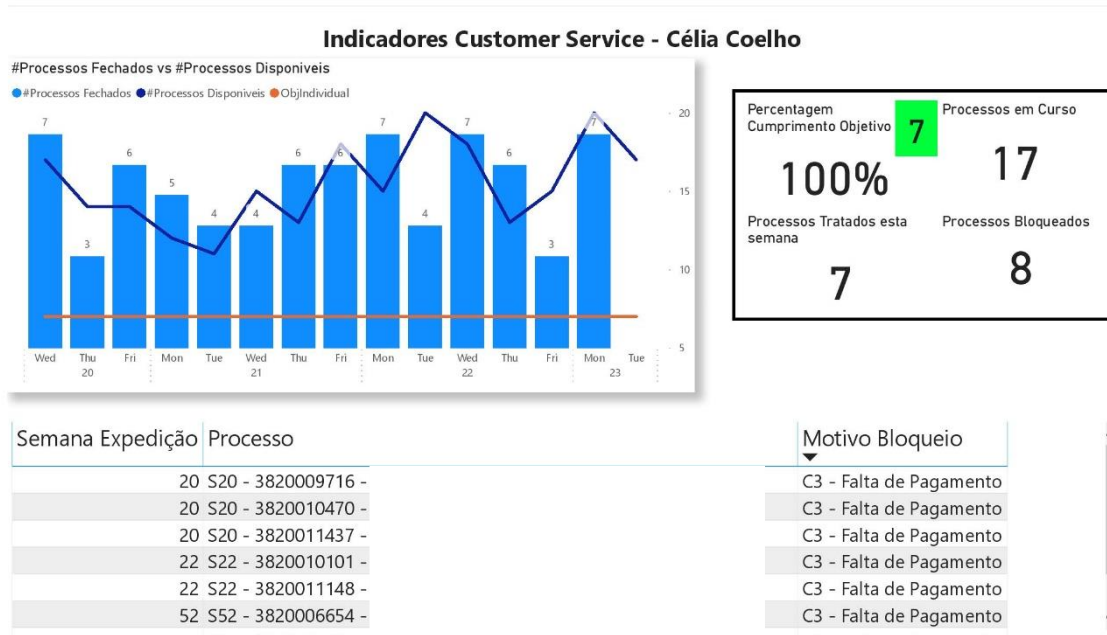 Indicadores Customer Service - Célia Coelho
#Processos Fechados vs #Processos Disponiveis
#Processos Fechados #Processos Disponiveis ObjIndividual
7 3 6 5 4 4 6 6 7 4 7 6 3 7
20
15
10
5
Wed Thu Fri Mon Tue Wed Thu Fri Mon Tue Wed Thu Fri Mon Tue
20 21 22 23
Percentagem
Cumprimento Objetivo
7
100%
Processos em Curso
17
Processos Tratados esta
semana
7
Processos Bloqueados
8
Semana Expedição Processo Motivo Bloqueio
20 S20 - 3820009716 - C3 - Falta de Pagamento
20 S20 - 3820010470 - C3 - Falta de Pagamento
20 S20 - 3820011437 - C3 - Falta de Pagamento
22 S22 - 3820010101 - C3 - Falta de Pagamento
22 S22 - 3820011148 - C3 - Falta de Pagamento
52 S52 - 3820006654 - C3 - Falta de Pagamento